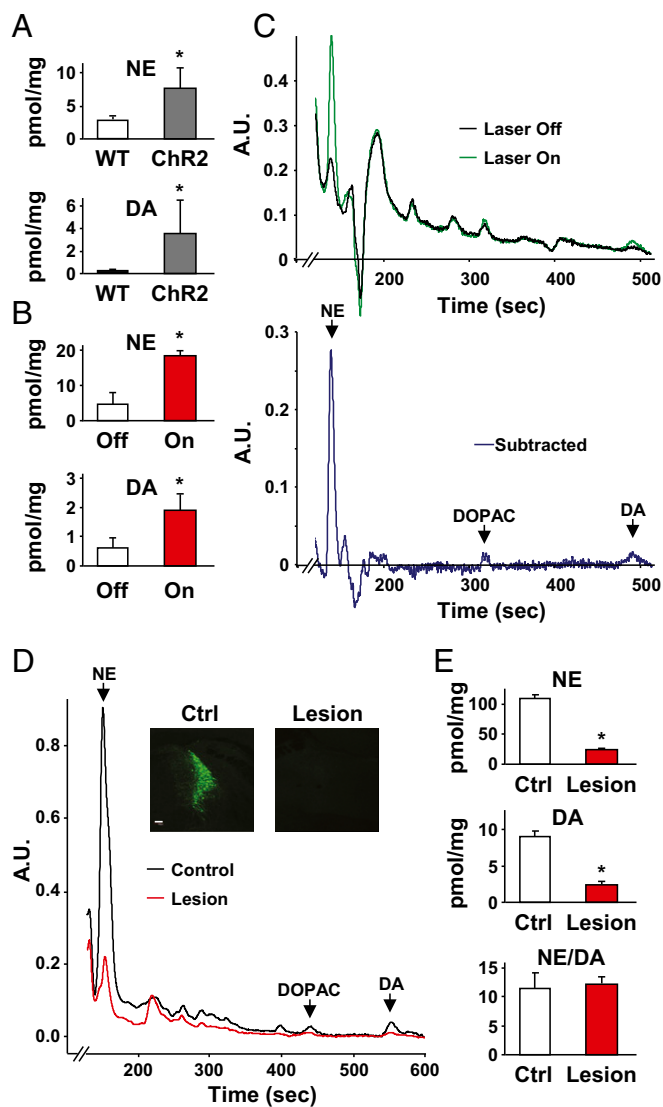 A
NE
*
pmol/mg
10
5
0
WT
ChR2
DA
*
pmol/mg
6
4
2
0
WT
ChR2
B
NE
*
pmol/mg
20
10
0
Off
On
DA
*
pmol/mg
3
2
1
0
Off
On
C
A.U.
0.4
0.3
0.2
0.1
0
Laser Off
Laser On
200
300
400
500
Time (sec)
NE
A.U.
0.3
0.2
0.1
0
Subtracted
DOPAC
DA
200
300
400
500
Time (sec)
D
NE
A.U.
0.8
0.6
0.4
0.2
0.0
Ctrl
Lesion
Control
Lesion
DOPAC
DA
200
300
400
500
600
Time (sec)
E
NE
pmol/mg
100
50
0
*
Ctrl
Lesion
DA
pmol/mg
10
5
0
*
Ctrl
Lesion
NE/DA
15
10
5
0
Ctrl
Lesion